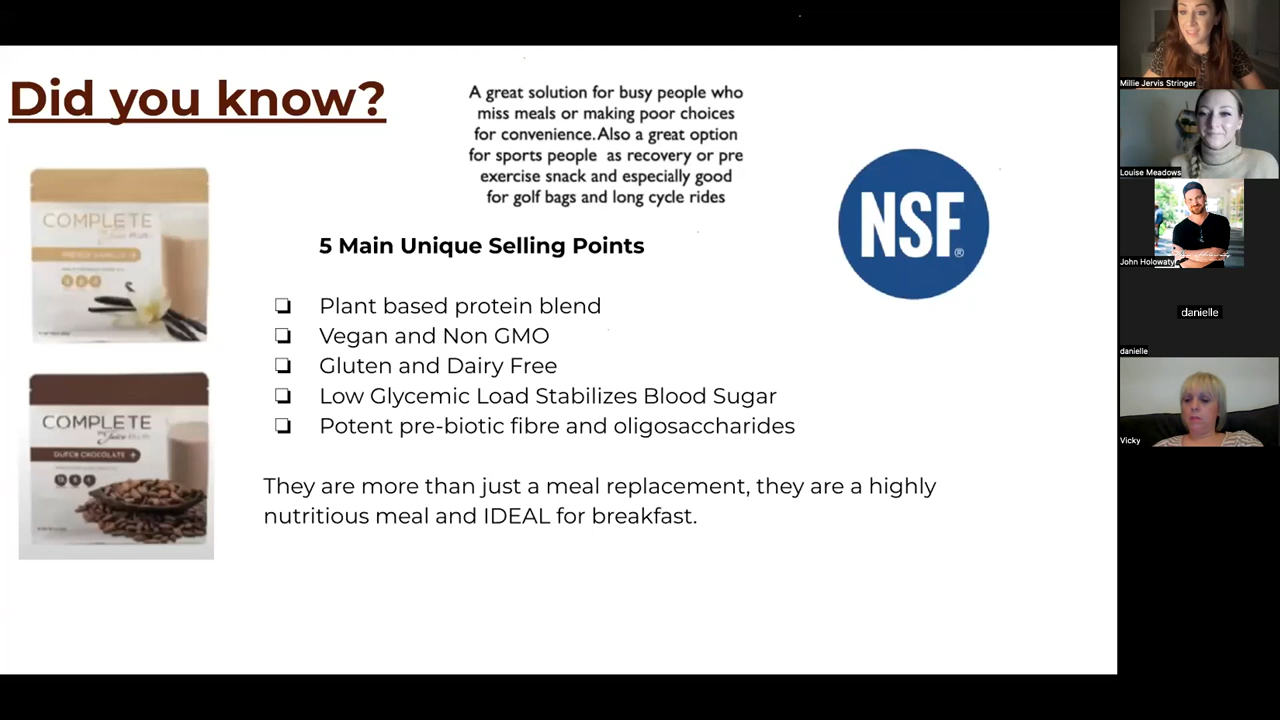 Did you know?
A great solution for busy people who
miss meals or making poor choices
for convenience. Also a great option
for sports people as recovery or pre
exercise snack and especially good
for golf bags and long cycle rides
NSF®
5 Main Unique Selling Points
❏ Plant based protein blend
❏ Vegan and Non GMO
❏ Gluten and Dairy Free
❏ Low Glycemic Load Stabilizes Blood Sugar
❏ Potent pre-biotic fibre and oligosaccharides
They are more than just a meal replacement, they are a highly
nutritious meal and IDEAL for breakfast.
COMPLETE
COMPLETE
DUTCH CHOCOLATE +
Millie Jervis Stringer
Louise Meadows
John Holowaty
danielle
danielle
Vicky